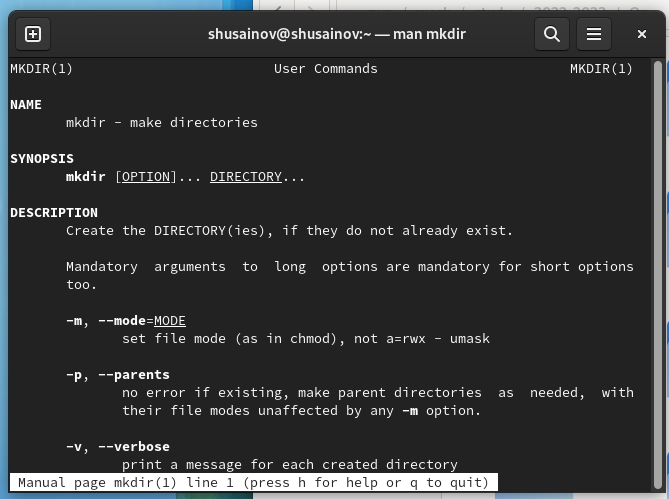 shusainov@shusainov:~ — man mkdir
MKDIR(1) User Commands MKDIR(1)
NAME
mkdir - make directories
SYNOPSIS
mkdir [OPTION]... DIRECTORY...
DESCRIPTION
Create the DIRECTORY(ies), if they do not already exist.
Mandatory arguments to long options are mandatory for short options
too.
-m, --mode=MODE
set file mode (as in chmod), not a=rwx - umask
-p, --parents
no error if existing, make parent directories as needed, with
their file modes unaffected by any -m option.
-v, --verbose
print a message for each created directory
Manual page mkdir(1) line 1 (press h for help or q to quit)